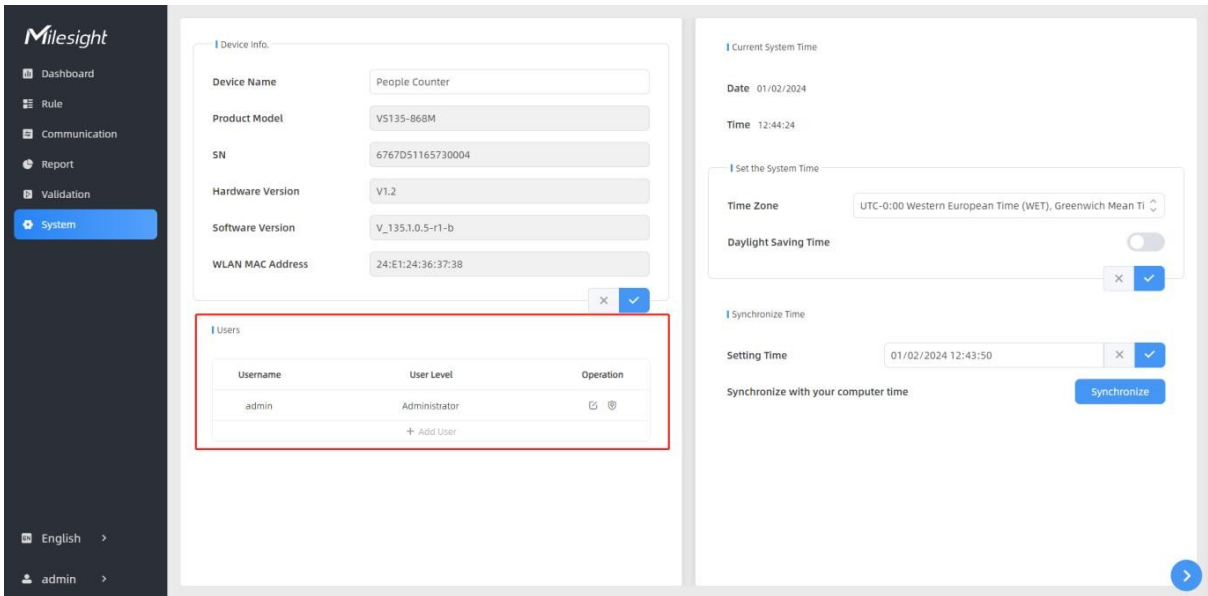 Milesight
Dashboard
Rule
Communication
Report
Validation
System
EN English
admin
Device Info.
Device Name People Counter
Product Model VS135-868M
SN 6767D51165730004
Hardware Version V1.2
Software Version V_135.1.0.5-r1-b
WLAN MAC Address 24:E1:24:36:37:38
Users
Username User Level Operation
admin Administrator
+ Add User
Current System Time
Date 01/02/2024
Time 12:44:24
Set the System Time
Time Zone UTC-0:00 Western European Time (WET), Greenwich Mean Ti
Daylight Saving Time
Synchronize Time
Setting Time 01/02/2024 12:43:50
Synchronize with your computer time Synchronize